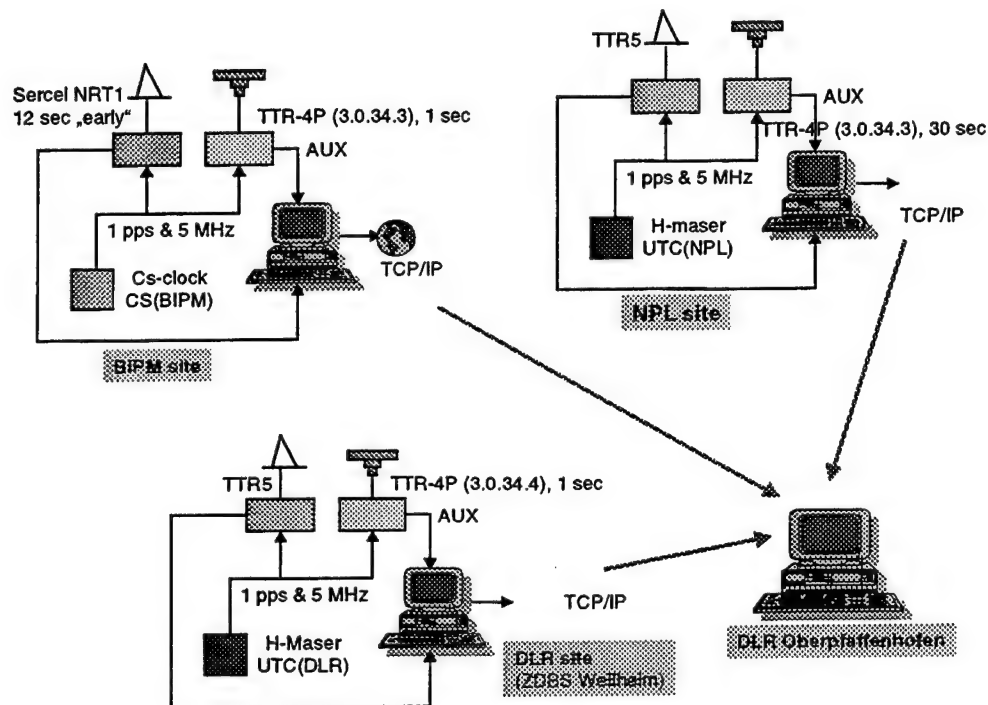 Sercel NRT1
12 sec „early“
TTR-4P (3.0.34.3), 1 sec
AUX
1 pps & 5 MHz
Cs-clock
CS(BIPM)
TCP/IP
BIPM site
TTR5
AUX
TTR-4P (3.0.34.3), 30 sec
1 pps & 5 MHz
H-maser
UTC(NPL)
TCP/IP
NPL site
TTR5
TTR-4P (3.0.34.4), 1 sec
AUX
1 pps & 5 MHz
H-Maser
UTC(DLR)
TCP/IP
DLR site
(ZDBS Weilheim)
DLR Oberpfaffenhofen